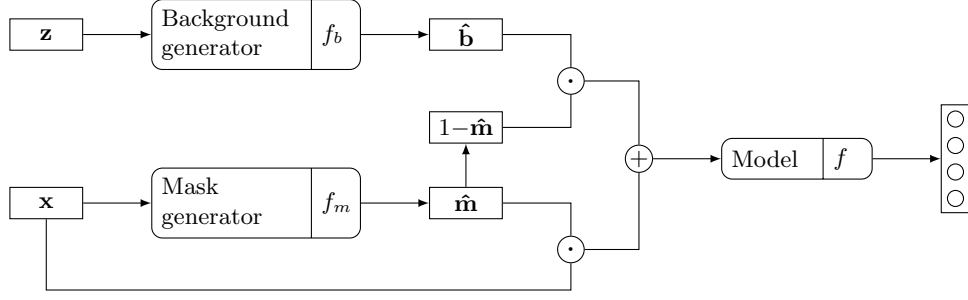 z
Background
generator
f_b
b̂
1−m̂
x
Mask
generator
f_m
m̂
+
Model
f